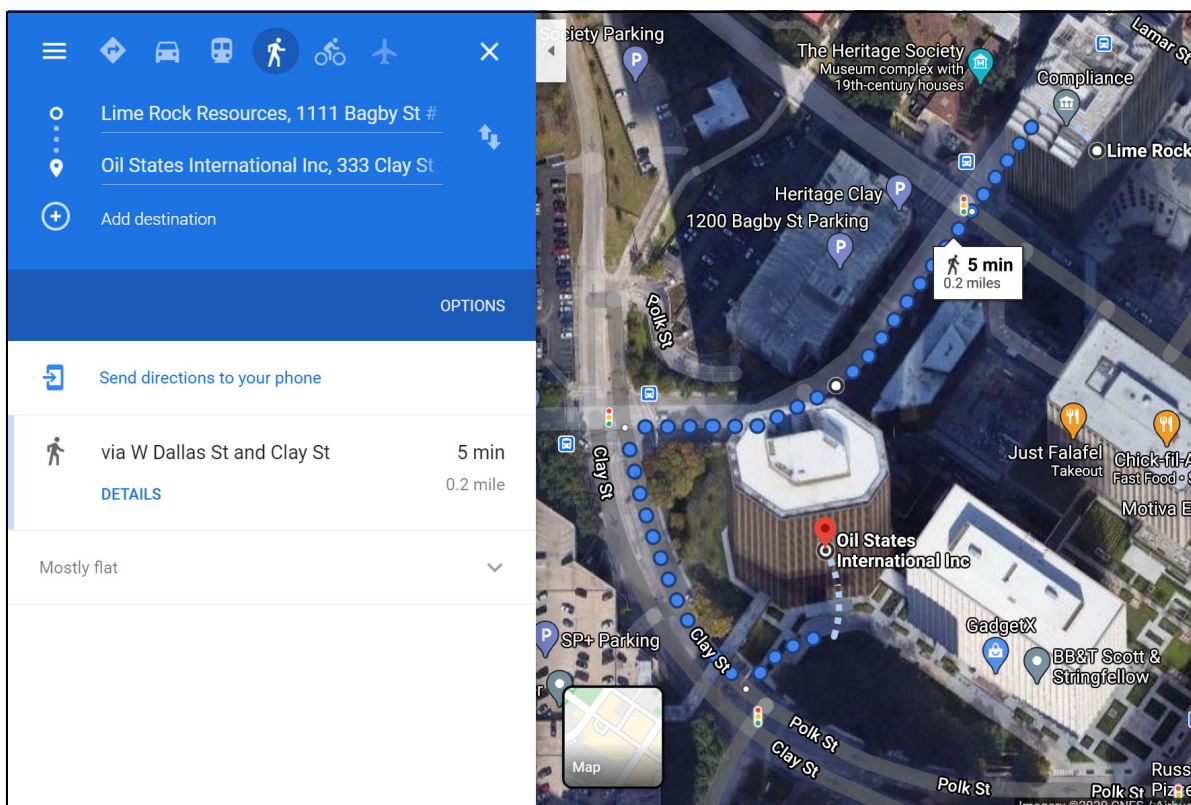 Lime Rock Resources, 1111 Bagby St #
Oil States International Inc, 333 Clay St
Add destination
OPTIONS
Send directions to your phone
via W Dallas St and Clay St
5 min
DETAILS
0.2 mile
Mostly flat
Society Parking
P
The Heritage Society
Museum complex with
19th-century houses
Lamar St
Compliance
Lime Rock
Heritage Clay
P
1200 Bagby St Parking
P
5 min
0.2 miles
Polk St
Just Falafel
Takeout
Chick-fil-A
Fast Food · S
Motiva E
Clay St
Oil States
International Inc
GadgetX
P
SP+ Parking
Clay St
BB&T Scott &
Stringfellow
r
Map
Polk St
Clay St
Polk St
Polk St
Russ